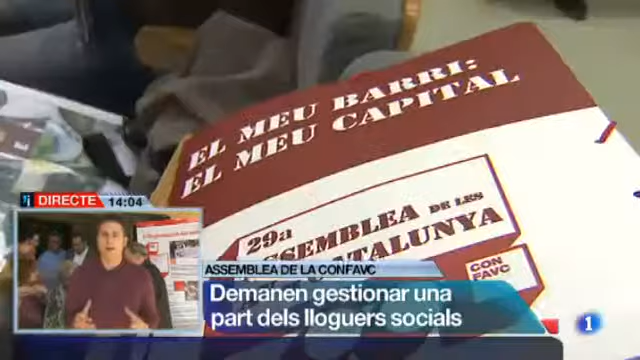 EL MEU BARRI:
EL MEU CAPITAL
29a
ASSEMBLEA DE LES
CATALUNYA
CON
FAVC
DIRECTE 14:04
ASSEMBLEA DE LA CONFAVC
Demanen gestionar una
part dels lloguers socials
1